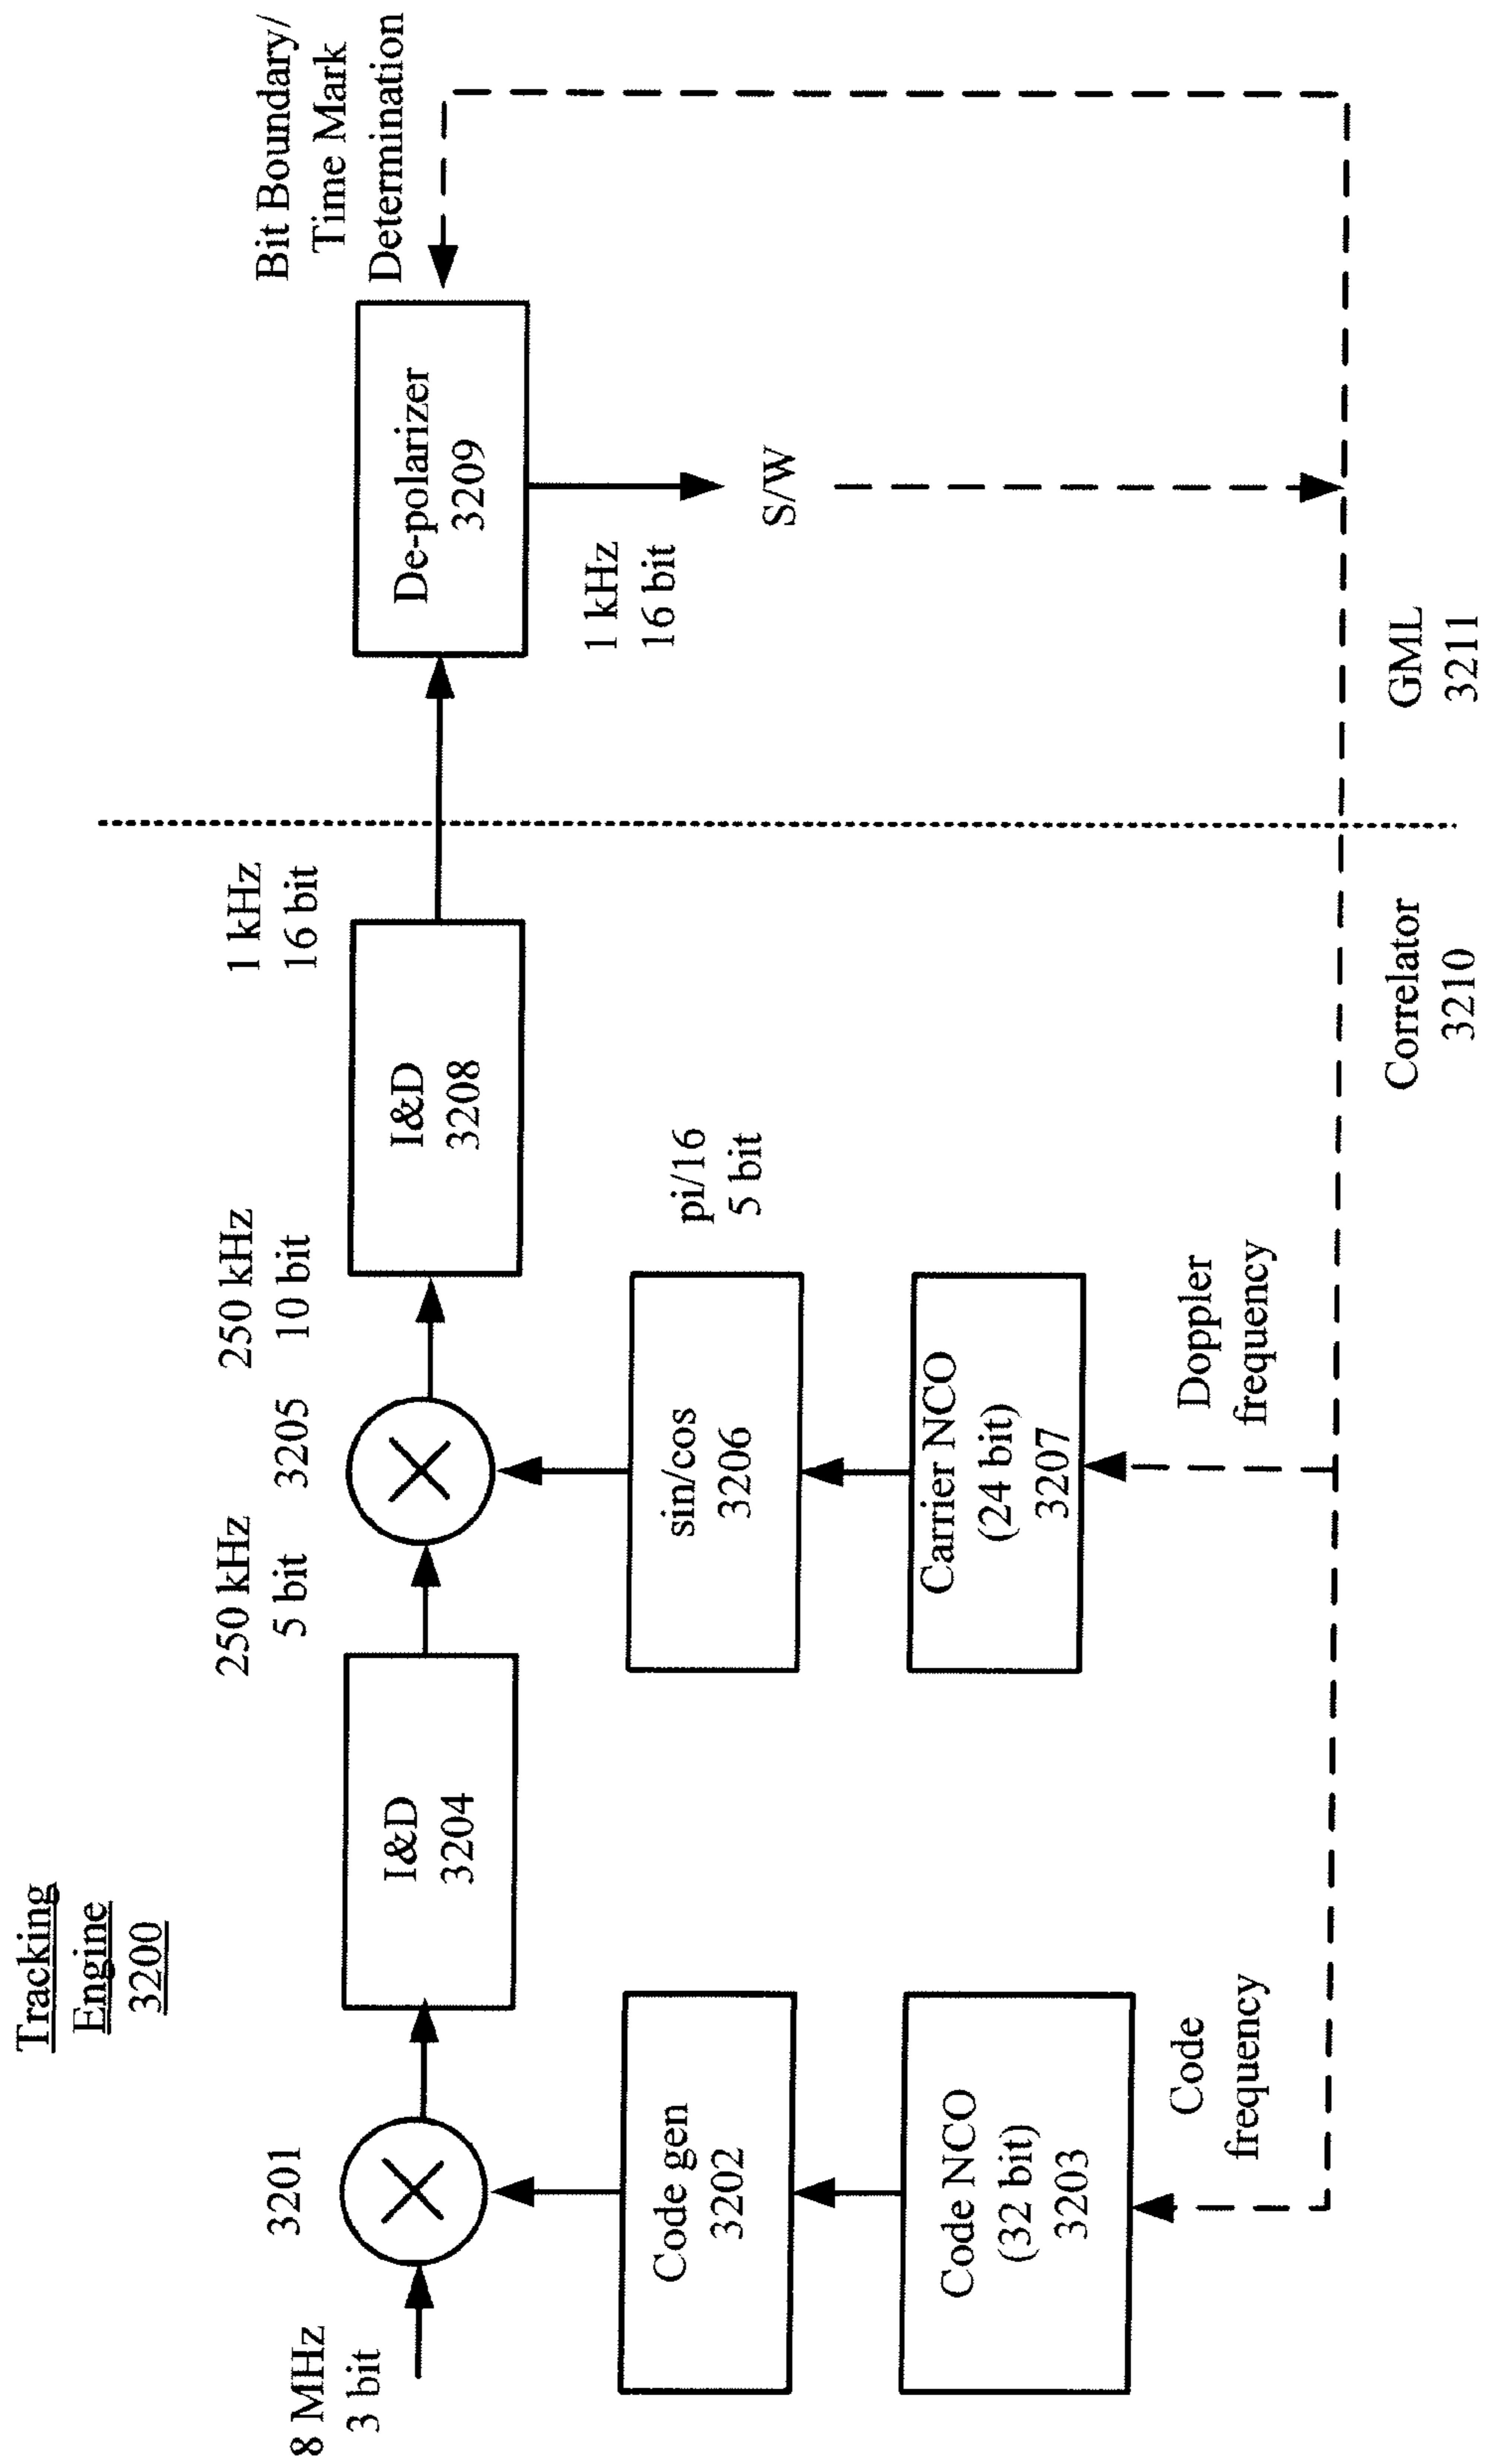 Tracking
Engine
3200
8 MHz
3 bit
3201
Code gen
3202
Code NCO
(32 bit)
3203
Code
frequency
I&D
3204
250 kHz
5 bit
3205
sin/cos
3206
pi/16
5 bit
Carrier NCO
(24 bit)
3207
Doppler
frequency
250 kHz
10 bit
I&D
3208
1 kHz
16 bit
Correlator
3210
De-polarizer
3209
Bit Boundary/
Time Mark
Determination
1 kHz
16 bit
S/W
GML
3211